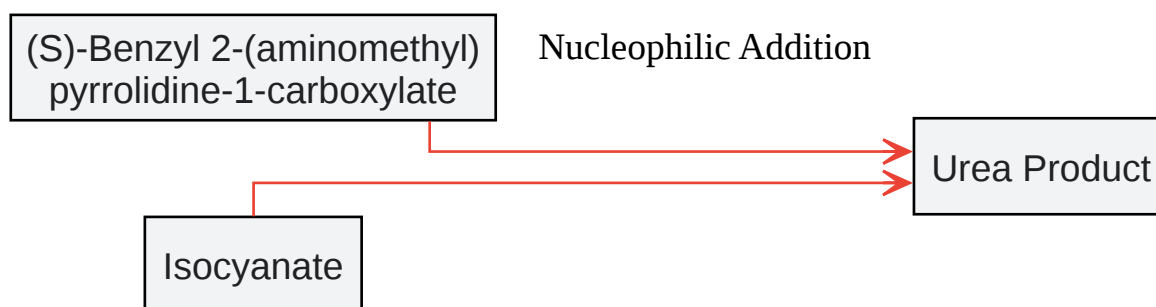 (S)-Benzyl 2-(aminomethyl)
pyrrolidine-1-carboxylate
Nucleophilic Addition
Urea Product
Isocyanate